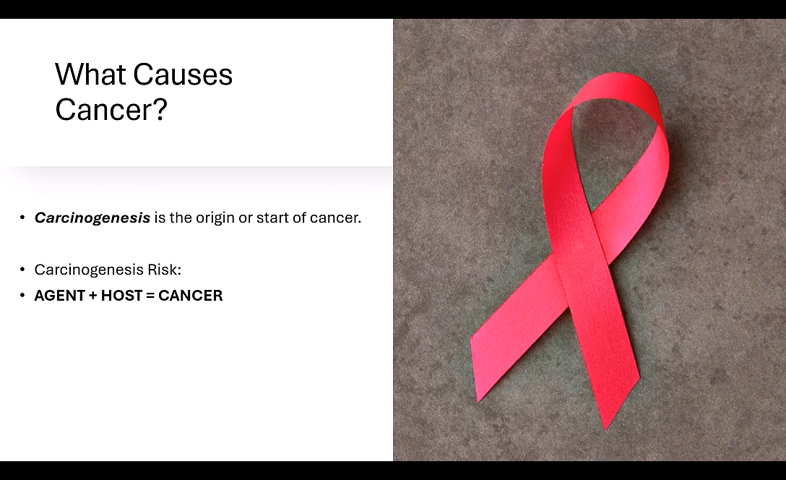 What Causes
Cancer?
• Carcinogenesis is the origin or start of cancer.
• Carcinogenesis Risk:
• AGENT + HOST = CANCER